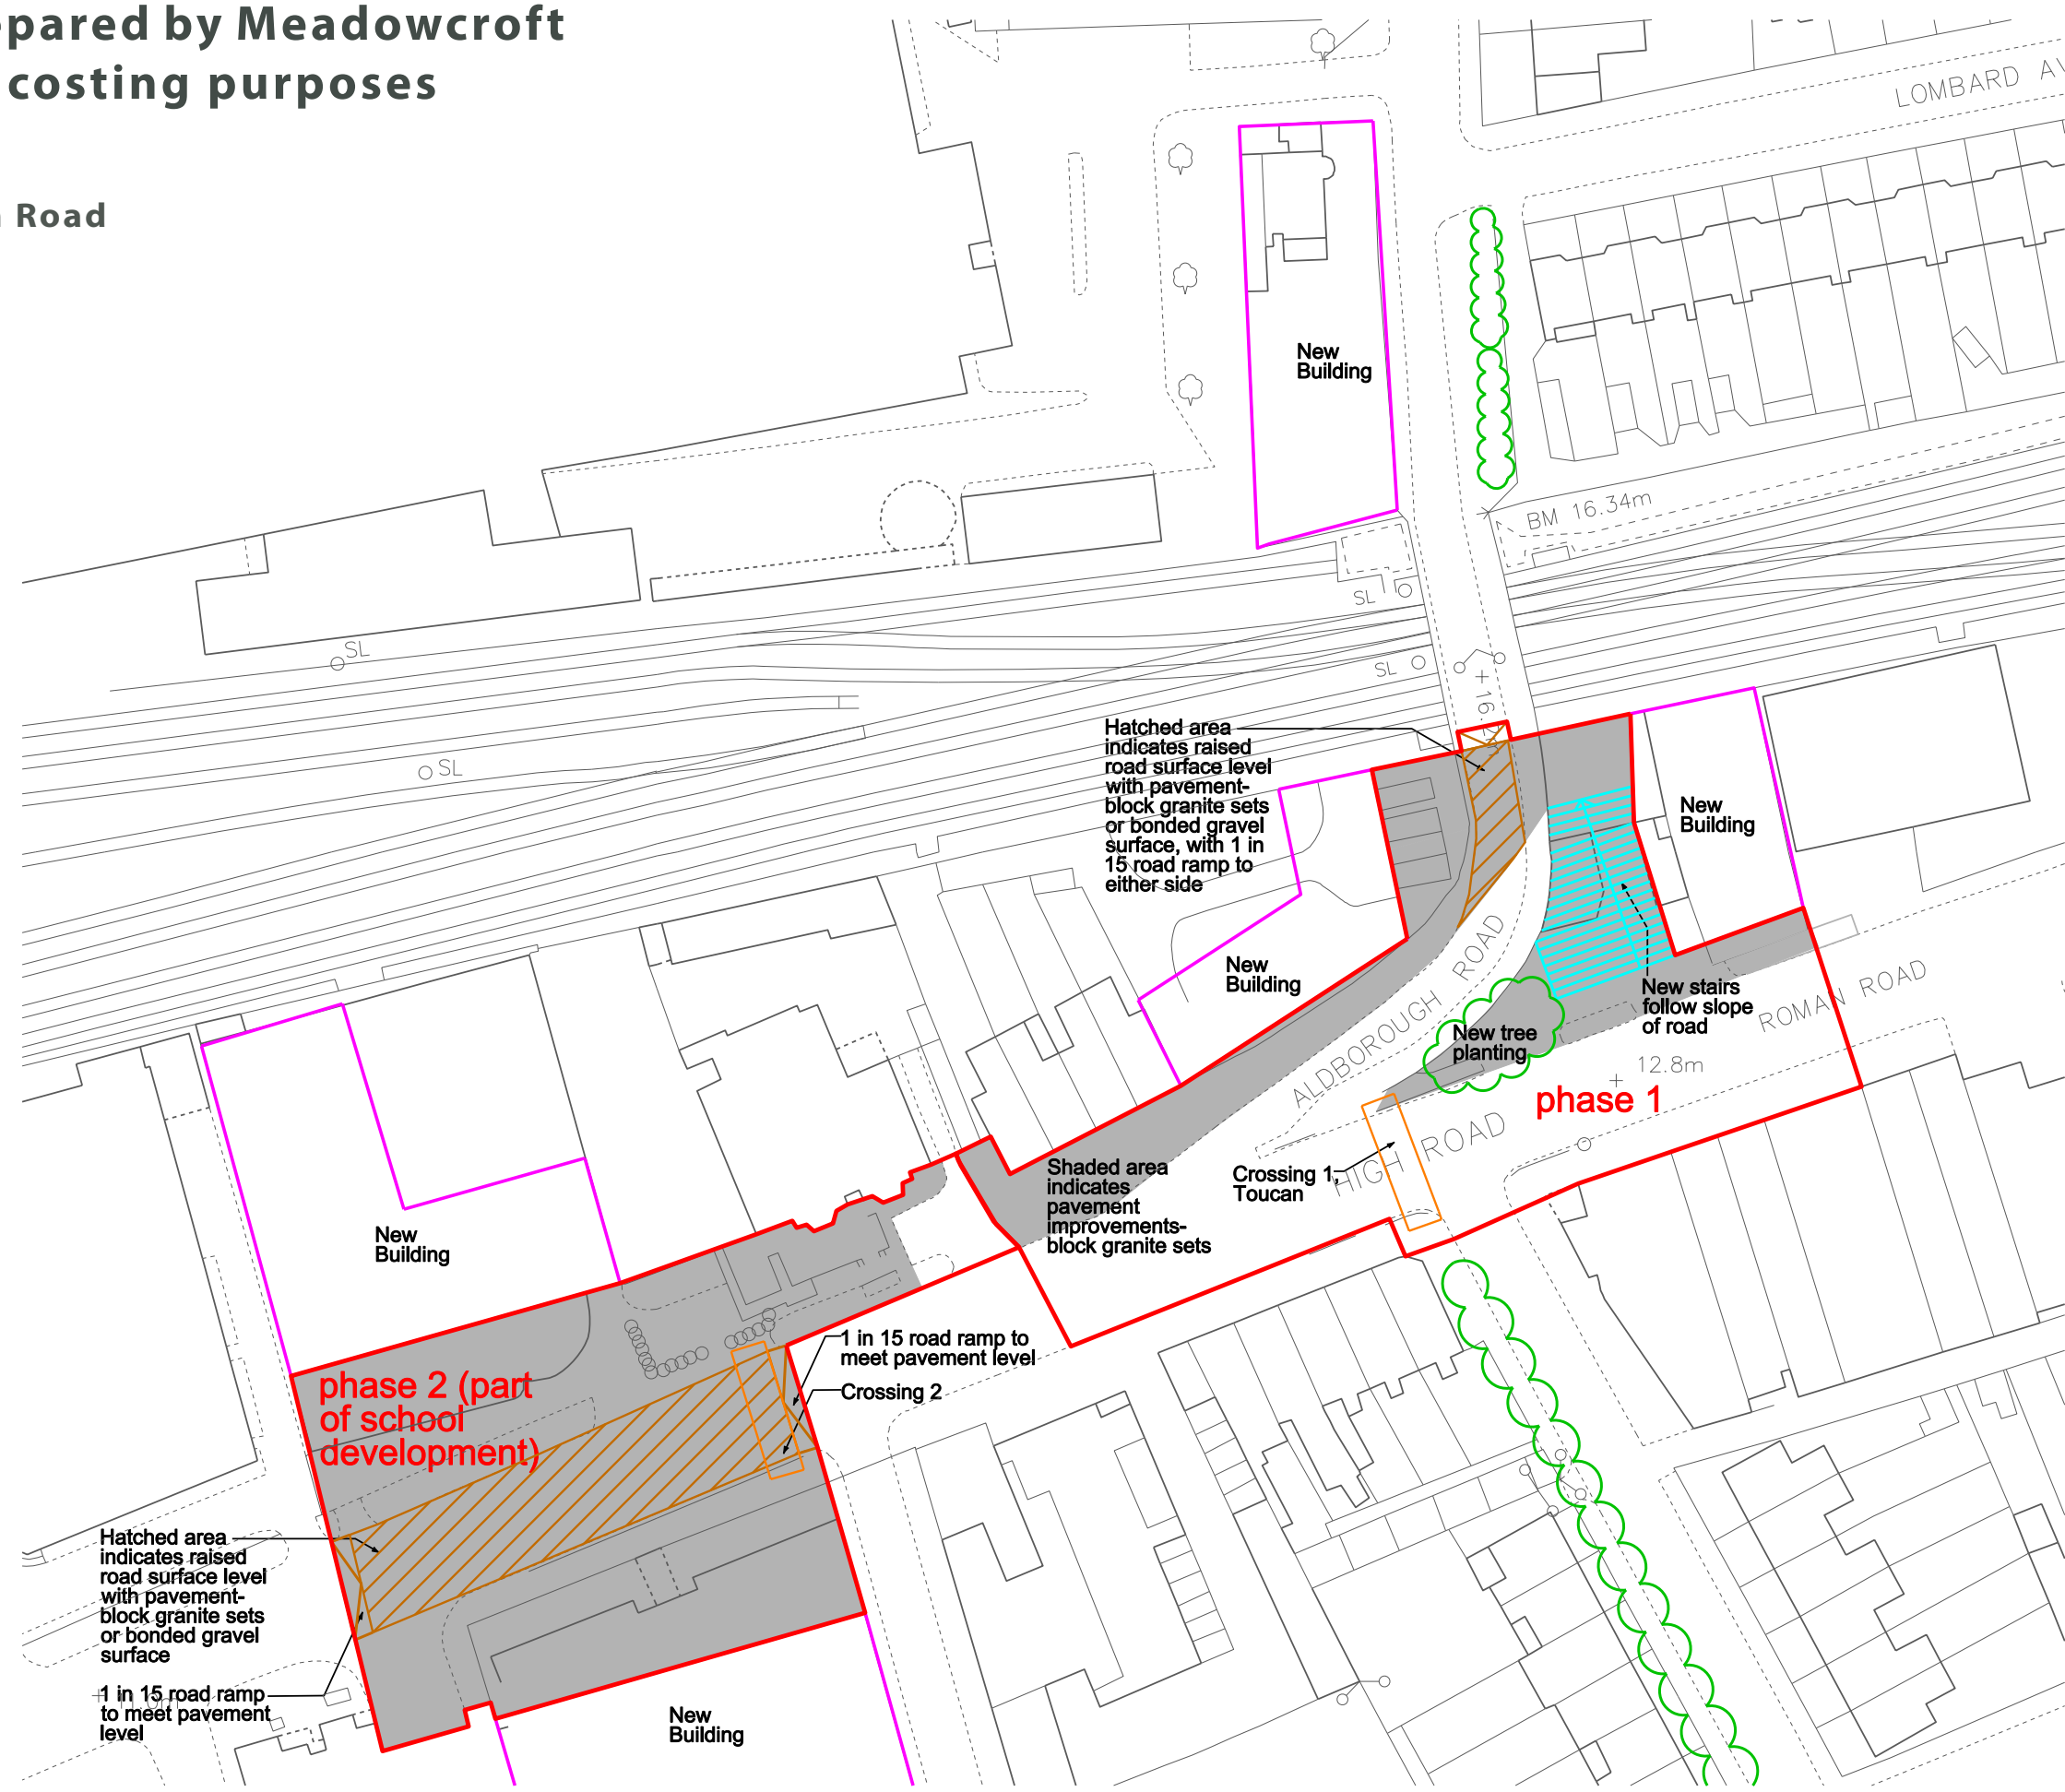 epared by Meadowcroft
costing purposes
Road
LOMBARD AV
New
Building
BM 16.34m
SL
SL
SL
SL
Hatched area
indicates raised
road surface level
with pavement-
block granite sets
or bonded gravel
surface, with 1 in
15 road ramp to
either side
New
Building
New
Building
ALDBOROUGH ROAD
New stairs
follow slope
of road
ROMAN ROAD
New tree
planting
12.8m
phase 1
HIGH ROAD
Crossing 1,
Toucan
Shaded area
indicates
pavement
improvements-
block granite sets
New
Building
1 in 15 road ramp to
meet pavement level
Crossing 2
phase 2 (part
of school
development)
Hatched area
indicates raised
road surface level
with pavement-
block granite sets
or bonded gravel
surface
1 in 15 road ramp
to meet pavement
level
New
Building